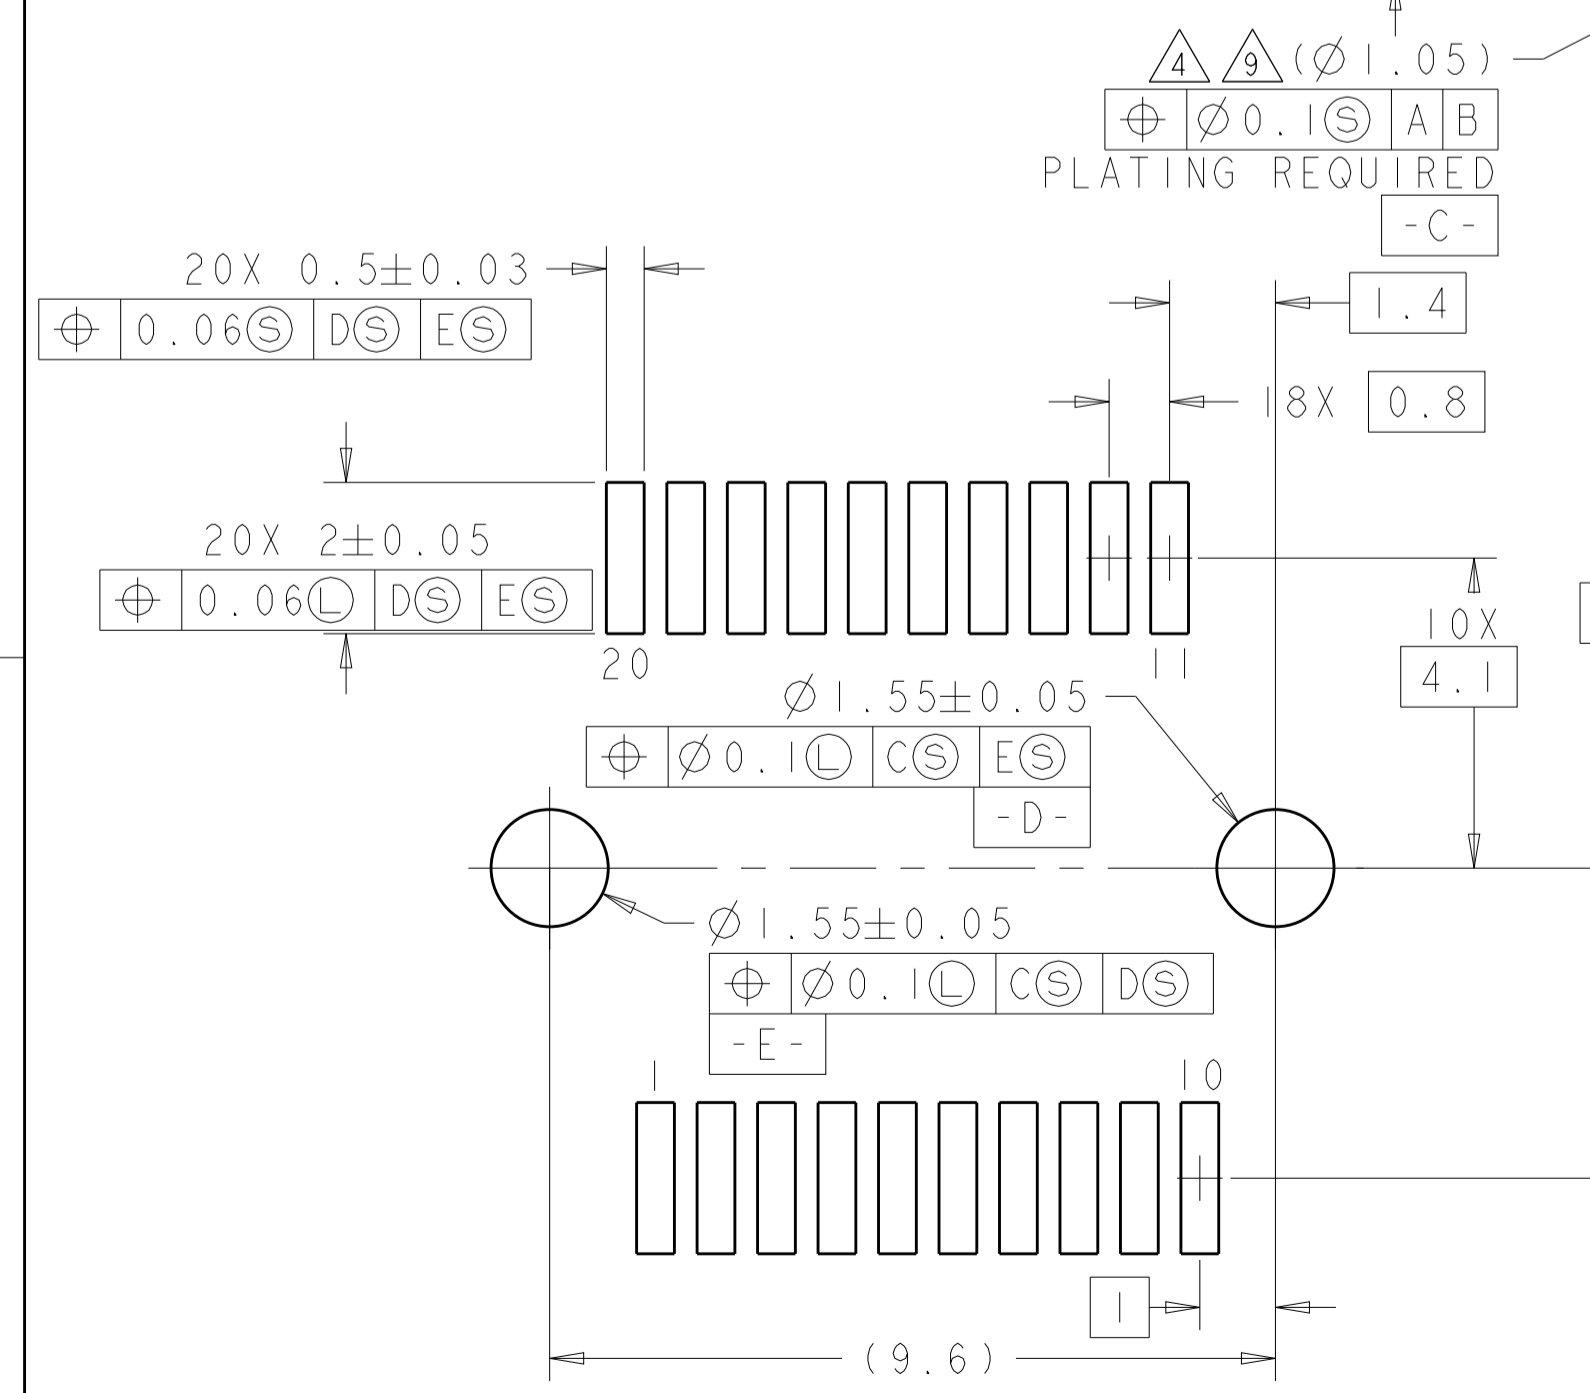 4 9 (Ø1.05)
⌖ Ø0.1Ⓢ A B
PLATING REQUIRED
-C-
20X 0.5±0.03
⌖ 0.06Ⓢ DⓈ EⓈ
1.4
18X 0.8
20X 2±0.05
⌖ 0.06Ⓛ DⓈ EⓈ
10X
4.1
20 11
Ø1.55±0.05
⌖ Ø0.1Ⓛ CⓈ EⓈ
-D-
Ø1.55±0.05
⌖ Ø0.1Ⓛ CⓈ DⓈ
-E-
1 10
1
(9.6)